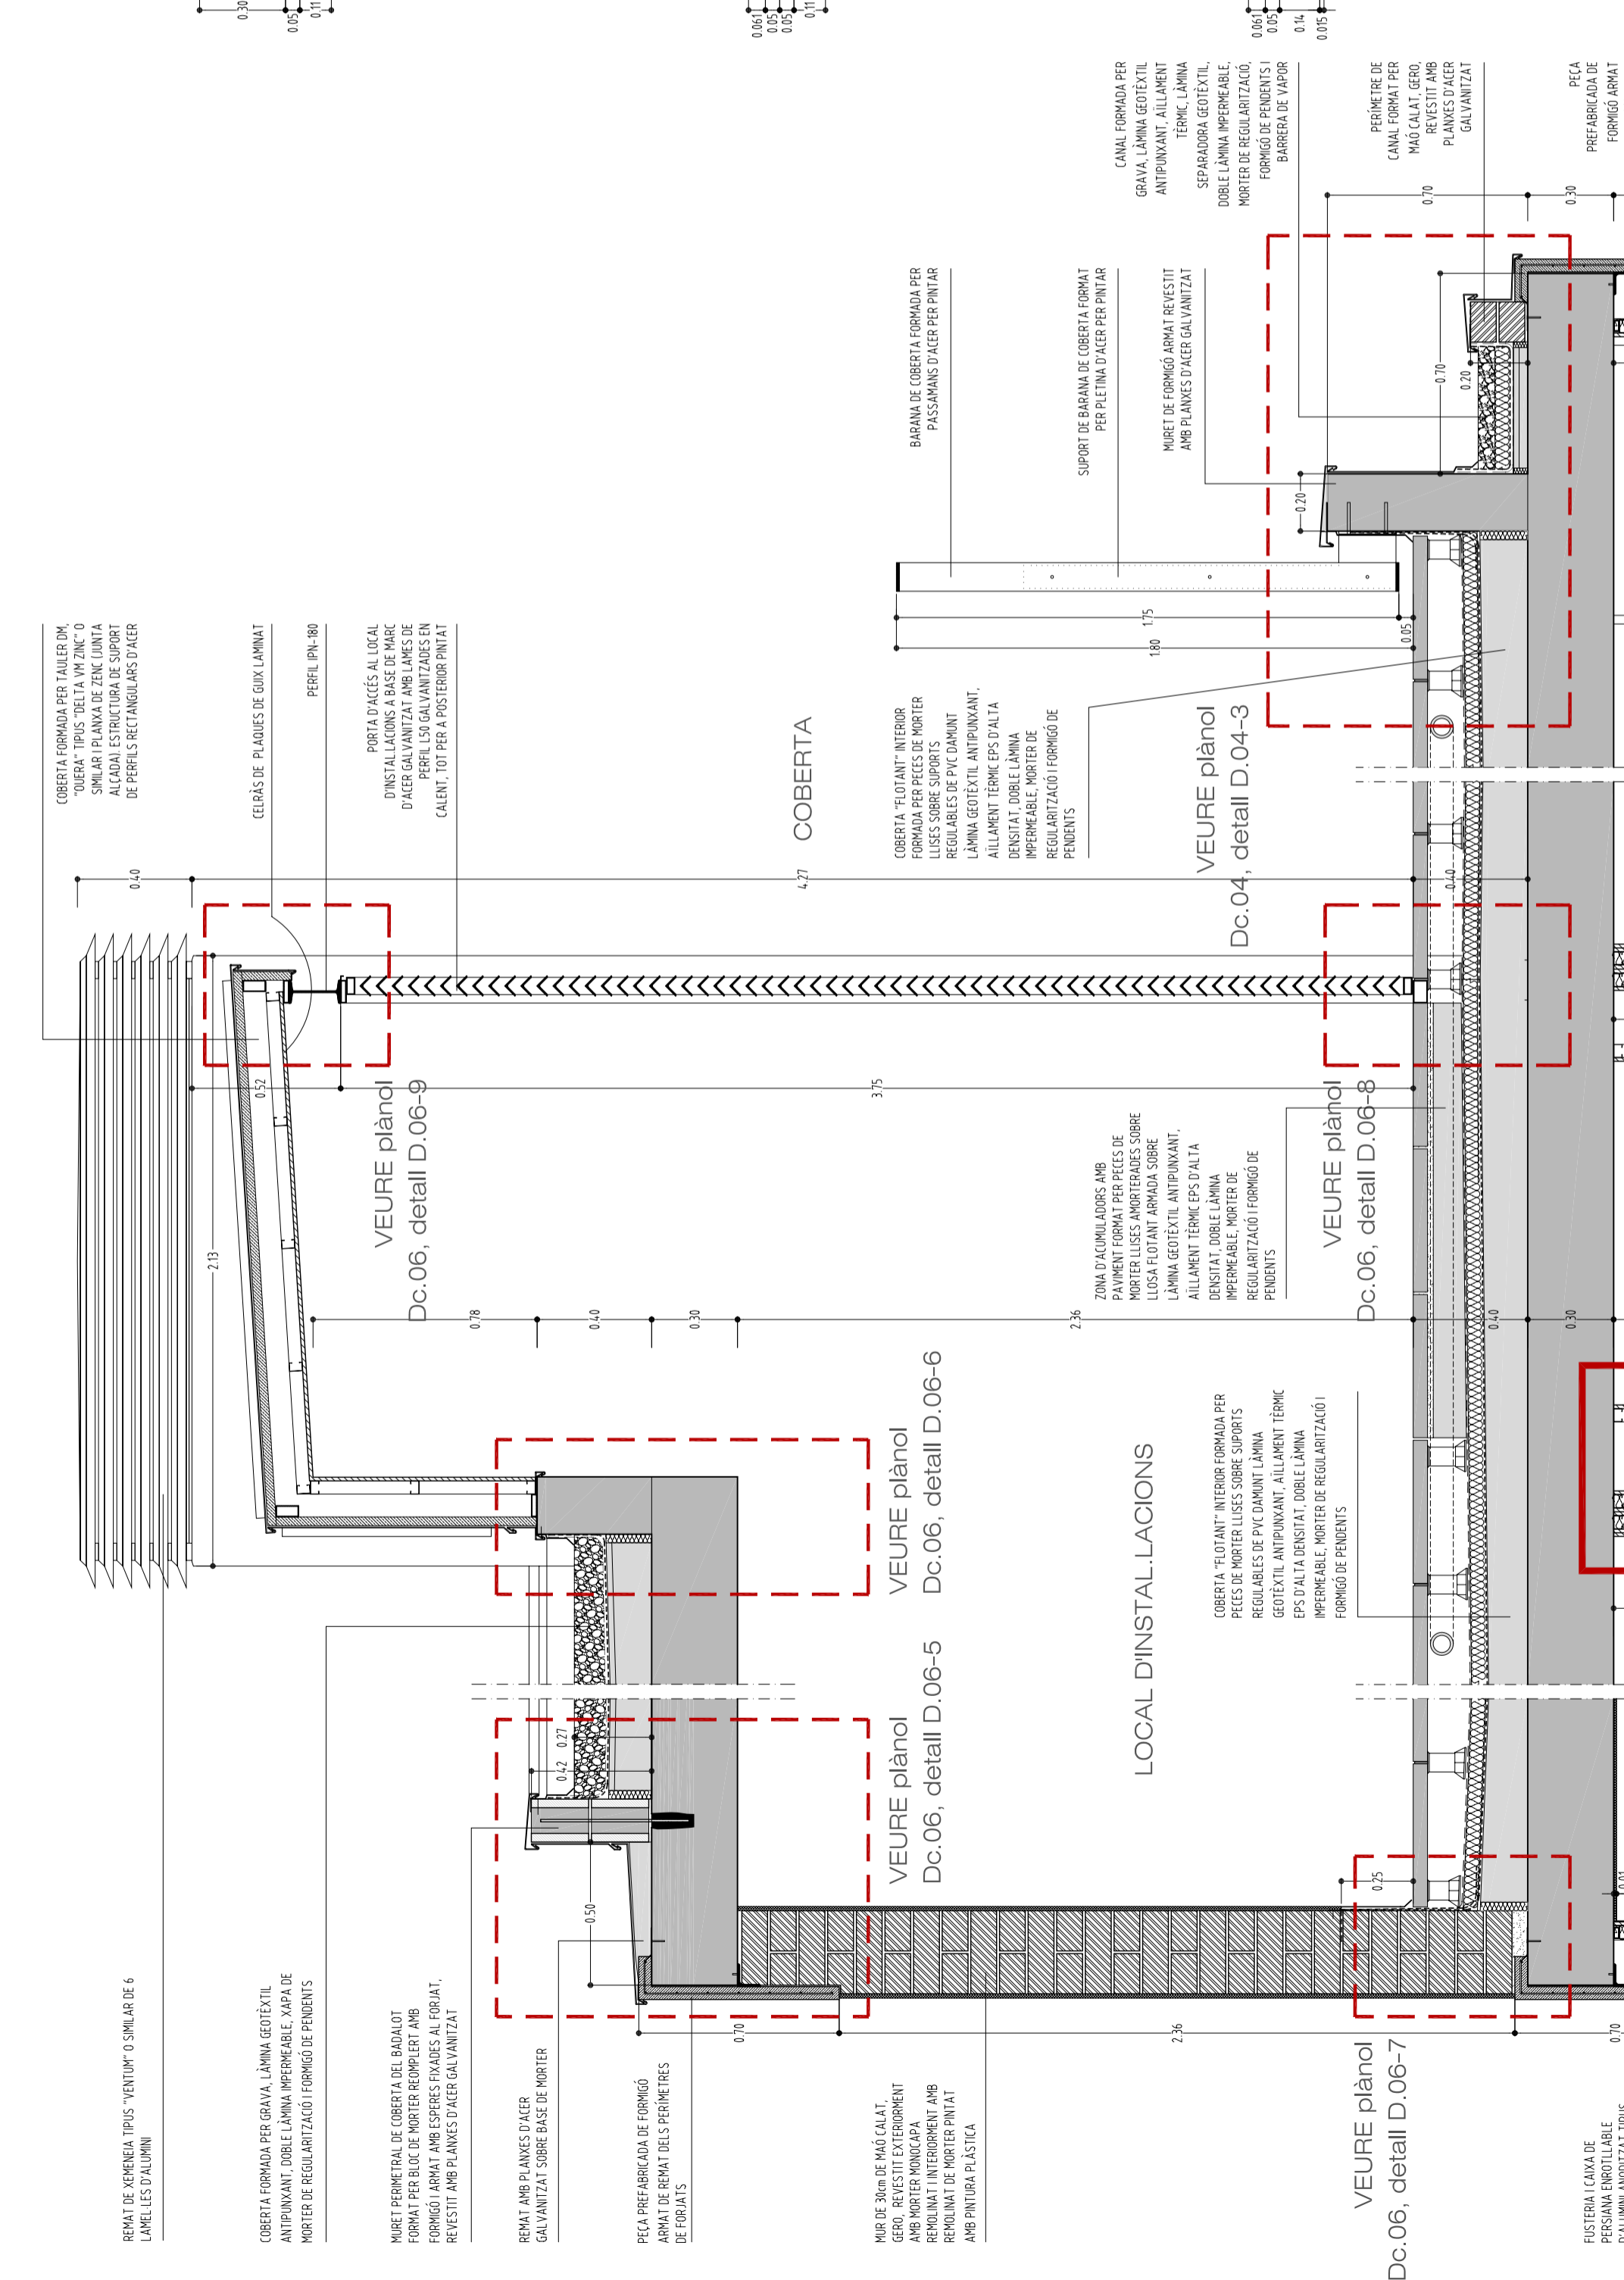 REMAT DE XEMENEIA TIPUS "VENTUM" O SIMILAR DE 6
LAMEL·LES D'ALUMINI
COBERTA FORMADA PER GRAVA, LÀMINA GEOTÈXTIL
ANTIPUNXANT, DOBLE LÀMINA IMPERMEABLE, XAPA DE
MORTER DE REGULARITZACIÓ I FORMIGÓ DE PENDENTS
MURET PERIMETRAL DE COBERTA DEL BADALOT
FORMAT PER BLOC DE MORTER REOMPLERT AMB
FORMIGÓ I ARMAT AMB ESPERES FIXADES AL FORJAT,
REVESTIT AMB PLANXES D'ACER GALVANITZAT
REMAT AMB PLANXES D'ACER
GALVANITZAT SOBRE BASE DE MORTER
PEÇA PREFABRICADA DE FORMIGÓ
ARMAT DE REMAT DELS PERÍMETRES
DE FORJATS
MUR DE 30cm DE MAÓ CALAT,
GERO, REVESTIT EXTERIORMENT
AMB MORTER MONOCAPA
REMOLINAT I INTERIORMENT AMB
REMOLINAT DE MORTER PINTAT
AMB PINTURA PLÀSTICA
VEURE plànol
Dc.06, detall D.06-7
FUSTERIA I CAIXA DE
PERSIANA ENROTLLABLE
D'ALUMINI ANODITZAT TIPUS
0.70
2.36
0.70
0.50
0.42
0.27
0.25
0.01
VEURE plànol
Dc.06, detall D.06-5
VEURE plànol
Dc.06, detall D.06-6
LOCAL D'INSTAL.LACIONS
COBERTA "FLOTANT" INTERIOR FORMADA PER
PECES DE MORTER LLISES SOBRE SUPORTS
REGULABLES DE PVC DAMUNT LÀMINA
GEOTÈXTIL ANTIPUNXANT, AÏLLAMENT TÈRMIC
EPS D'ALTA DENSITAT, DOBLE LÀMINA
IMPERMEABLE, MORTER DE REGULARITZACIÓ I
FORMIGÓ DE PENDENTS
2.13
0.78
0.40
0.30
2.36
0.40
0.30
VEURE plànol
Dc.06, detall D.06-9
ZONA D'ACUMULADORS AMB
PAVIMENT FORMAT PER PECES DE
MORTER LLISES AMORTERADES SOBRE
LLOSA FLOTANT ARMADA SOBRE
LÀMINA GEOTÈXTIL ANTIPUNXANT,
AÏLLAMENT TÈRMIC EPS D'ALTA
DENSITAT, DOBLE LÀMINA
IMPERMEABLE, MORTER DE
REGULARITZACIÓ I FORMIGÓ DE
PENDENTS
VEURE plànol
Dc.06, detall D.06-8
0.52
3.75
0.40
4.27
0.40
COBERTA FORMADA PER TAULER DM,
"QUERA" TIPUS "DELTA VM ZINC" O
SIMILAR I PLANXA DE ZENC (JUNTA
ALÇADA). ESTRUCTURA DE SUPORT
DE PERFILS RECTANGULARS D'ACER
CELRÀS DE PLAQUES DE GUIX LAMINAT
PERFIL IPN-180
PORTA D'ACCÉS AL LOCAL
D'INSTAL·LACIONS A BASE DE MARC
D'ACER GALVANITZAT AMB LAMES DE
PERFIL L50 GALVANITZADES EN
CALENT, TOT PER A POSTERIOR PINTAT
COBERTA
COBERTA "FLOTANT" INTERIOR
FORMADA PER PECES DE MORTER
LLISES SOBRE SUPORTS
REGULABLES DE PVC DAMUNT
LÀMINA GEOTÈXTIL ANTIPUNXANT,
AÏLLAMENT TÈRMIC EPS D'ALTA
DENSITAT, DOBLE LÀMINA
IMPERMEABLE, MORTER DE
REGULARITZACIÓ I FORMIGÓ DE
PENDENTS
VEURE plànol
Dc.04, detall D.04-3
1.80
1.75
0.05
BARANA DE COBERTA FORMADA PER
PASSAMANS D'ACER PER PINTAR
SUPORT DE BARANA DE COBERTA FORMAT
PER PLETINA D'ACER PER PINTAR
MURET DE FORMIGÓ ARMAT REVESTIT
AMB PLANXES D'ACER GALVANITZAT
0.20
0.70
0.20
0.70
0.30
CANAL FORMADA PER
GRAVA, LÀMINA GEOTÈXTIL
ANTIPUNXANT, AÏLLAMENT
TÈRMIC, LÀMINA
SEPARADORA GEOTÈXTIL,
DOBLE LÀMINA IMPERMEABLE,
MORTER DE REGULARITZACIÓ,
FORMIGÓ DE PENDENTS I
BARRERA DE VAPOR
PERÍMETRE DE
CANAL FORMAT PER
MAÓ CALAT, GERO,
REVESTIT AMB
PLANXES D'ACER
GALVANITZAT
PEÇA
PREFABRICADA DE
FORMIGÓ ARMAT
0.30
0.05
0.11
0.061
0.05
0.05
0.11
0.061
0.05
0.14
0.015